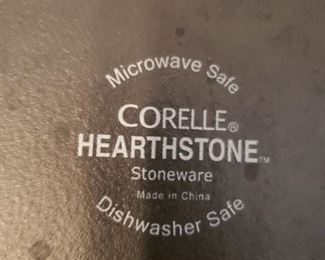 Microwave Safe
CORELLE®
HEARTHSTONE™
Stoneware
Made in China
Dishwasher Safe